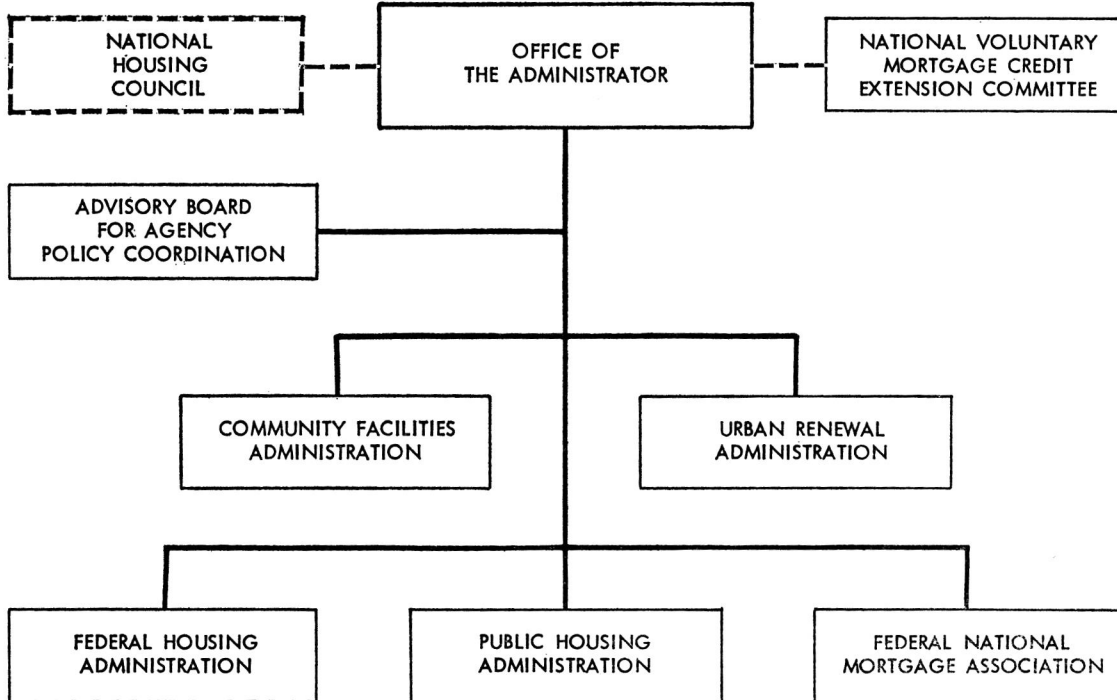 NATIONAL
HOUSING
COUNCIL
OFFICE OF
THE ADMINISTRATOR
NATIONAL VOLUNTARY
MORTGAGE CREDIT
EXTENSION COMMITTEE
ADVISORY BOARD
FOR AGENCY
POLICY COORDINATION
COMMUNITY FACILITIES
ADMINISTRATION
URBAN RENEWAL
ADMINISTRATION
FEDERAL HOUSING
ADMINISTRATION
PUBLIC HOUSING
ADMINISTRATION
FEDERAL NATIONAL
MORTGAGE ASSOCIATION